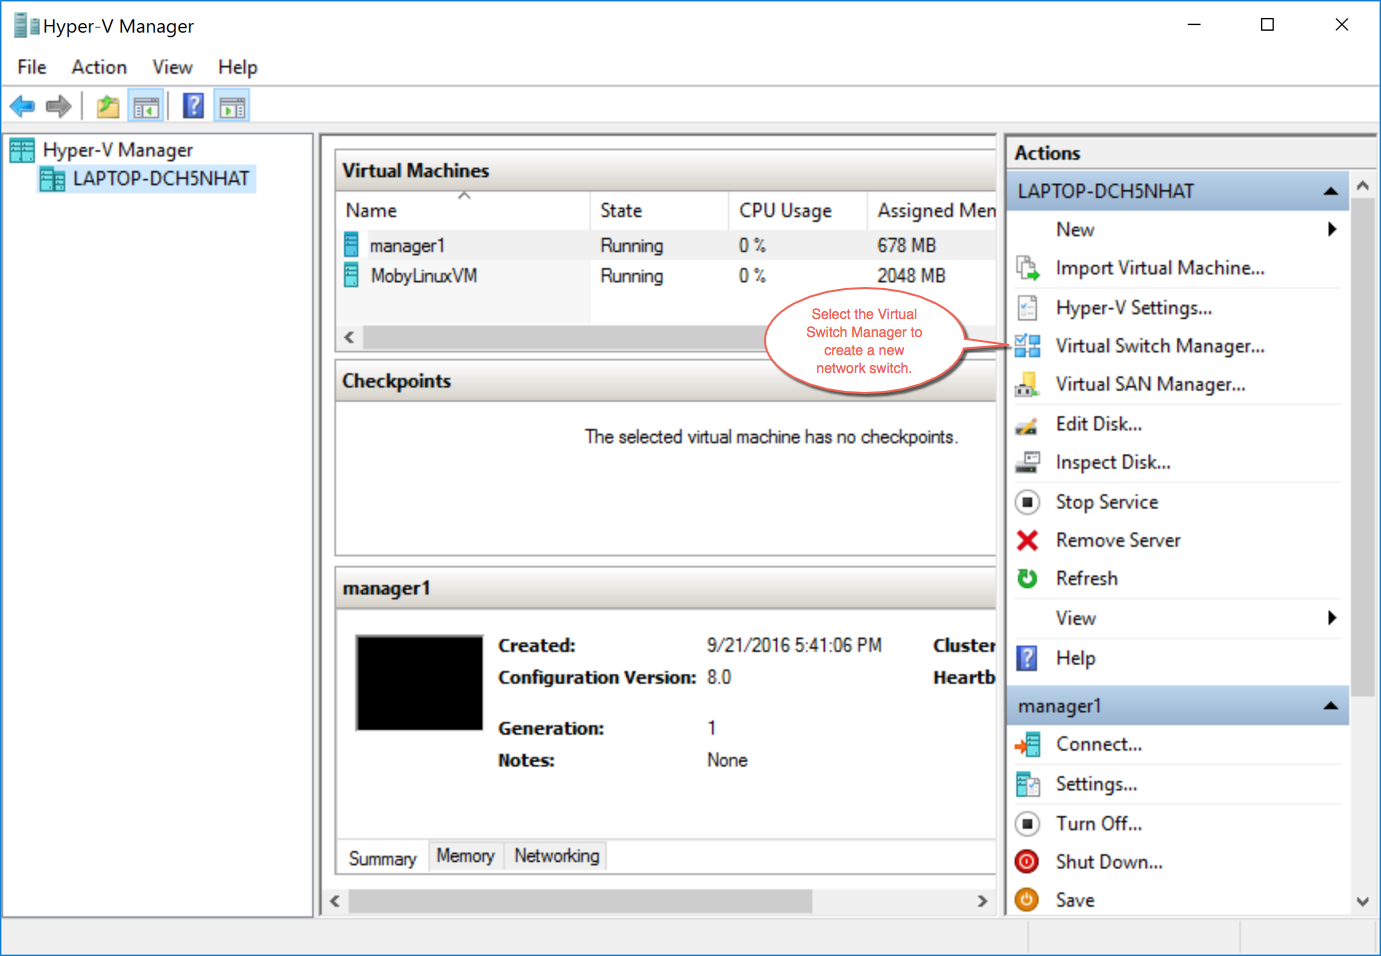 Hyper-V Manager
File Action View Help
Hyper-V Manager
LAPTOP-DCH5NHAT
Virtual Machines
Name State CPU Usage Assigned Mem
manager1 Running 0 % 678 MB
MobyLinuxVM Running 0 % 2048 MB
Select the Virtual
Switch Manager to
create a new
network switch.
Checkpoints
The selected virtual machine has no checkpoints.
manager1
Created: 9/21/2016 5:41:06 PM Cluster
Configuration Version: 8.0 Heartb
Generation: 1
Notes: None
Summary Memory Networking
Actions
LAPTOP-DCH5NHAT
New
Import Virtual Machine...
Hyper-V Settings...
Virtual Switch Manager...
Virtual SAN Manager...
Edit Disk...
Inspect Disk...
Stop Service
Remove Server
Refresh
View
Help
manager1
Connect...
Settings...
Turn Off...
Shut Down...
Save